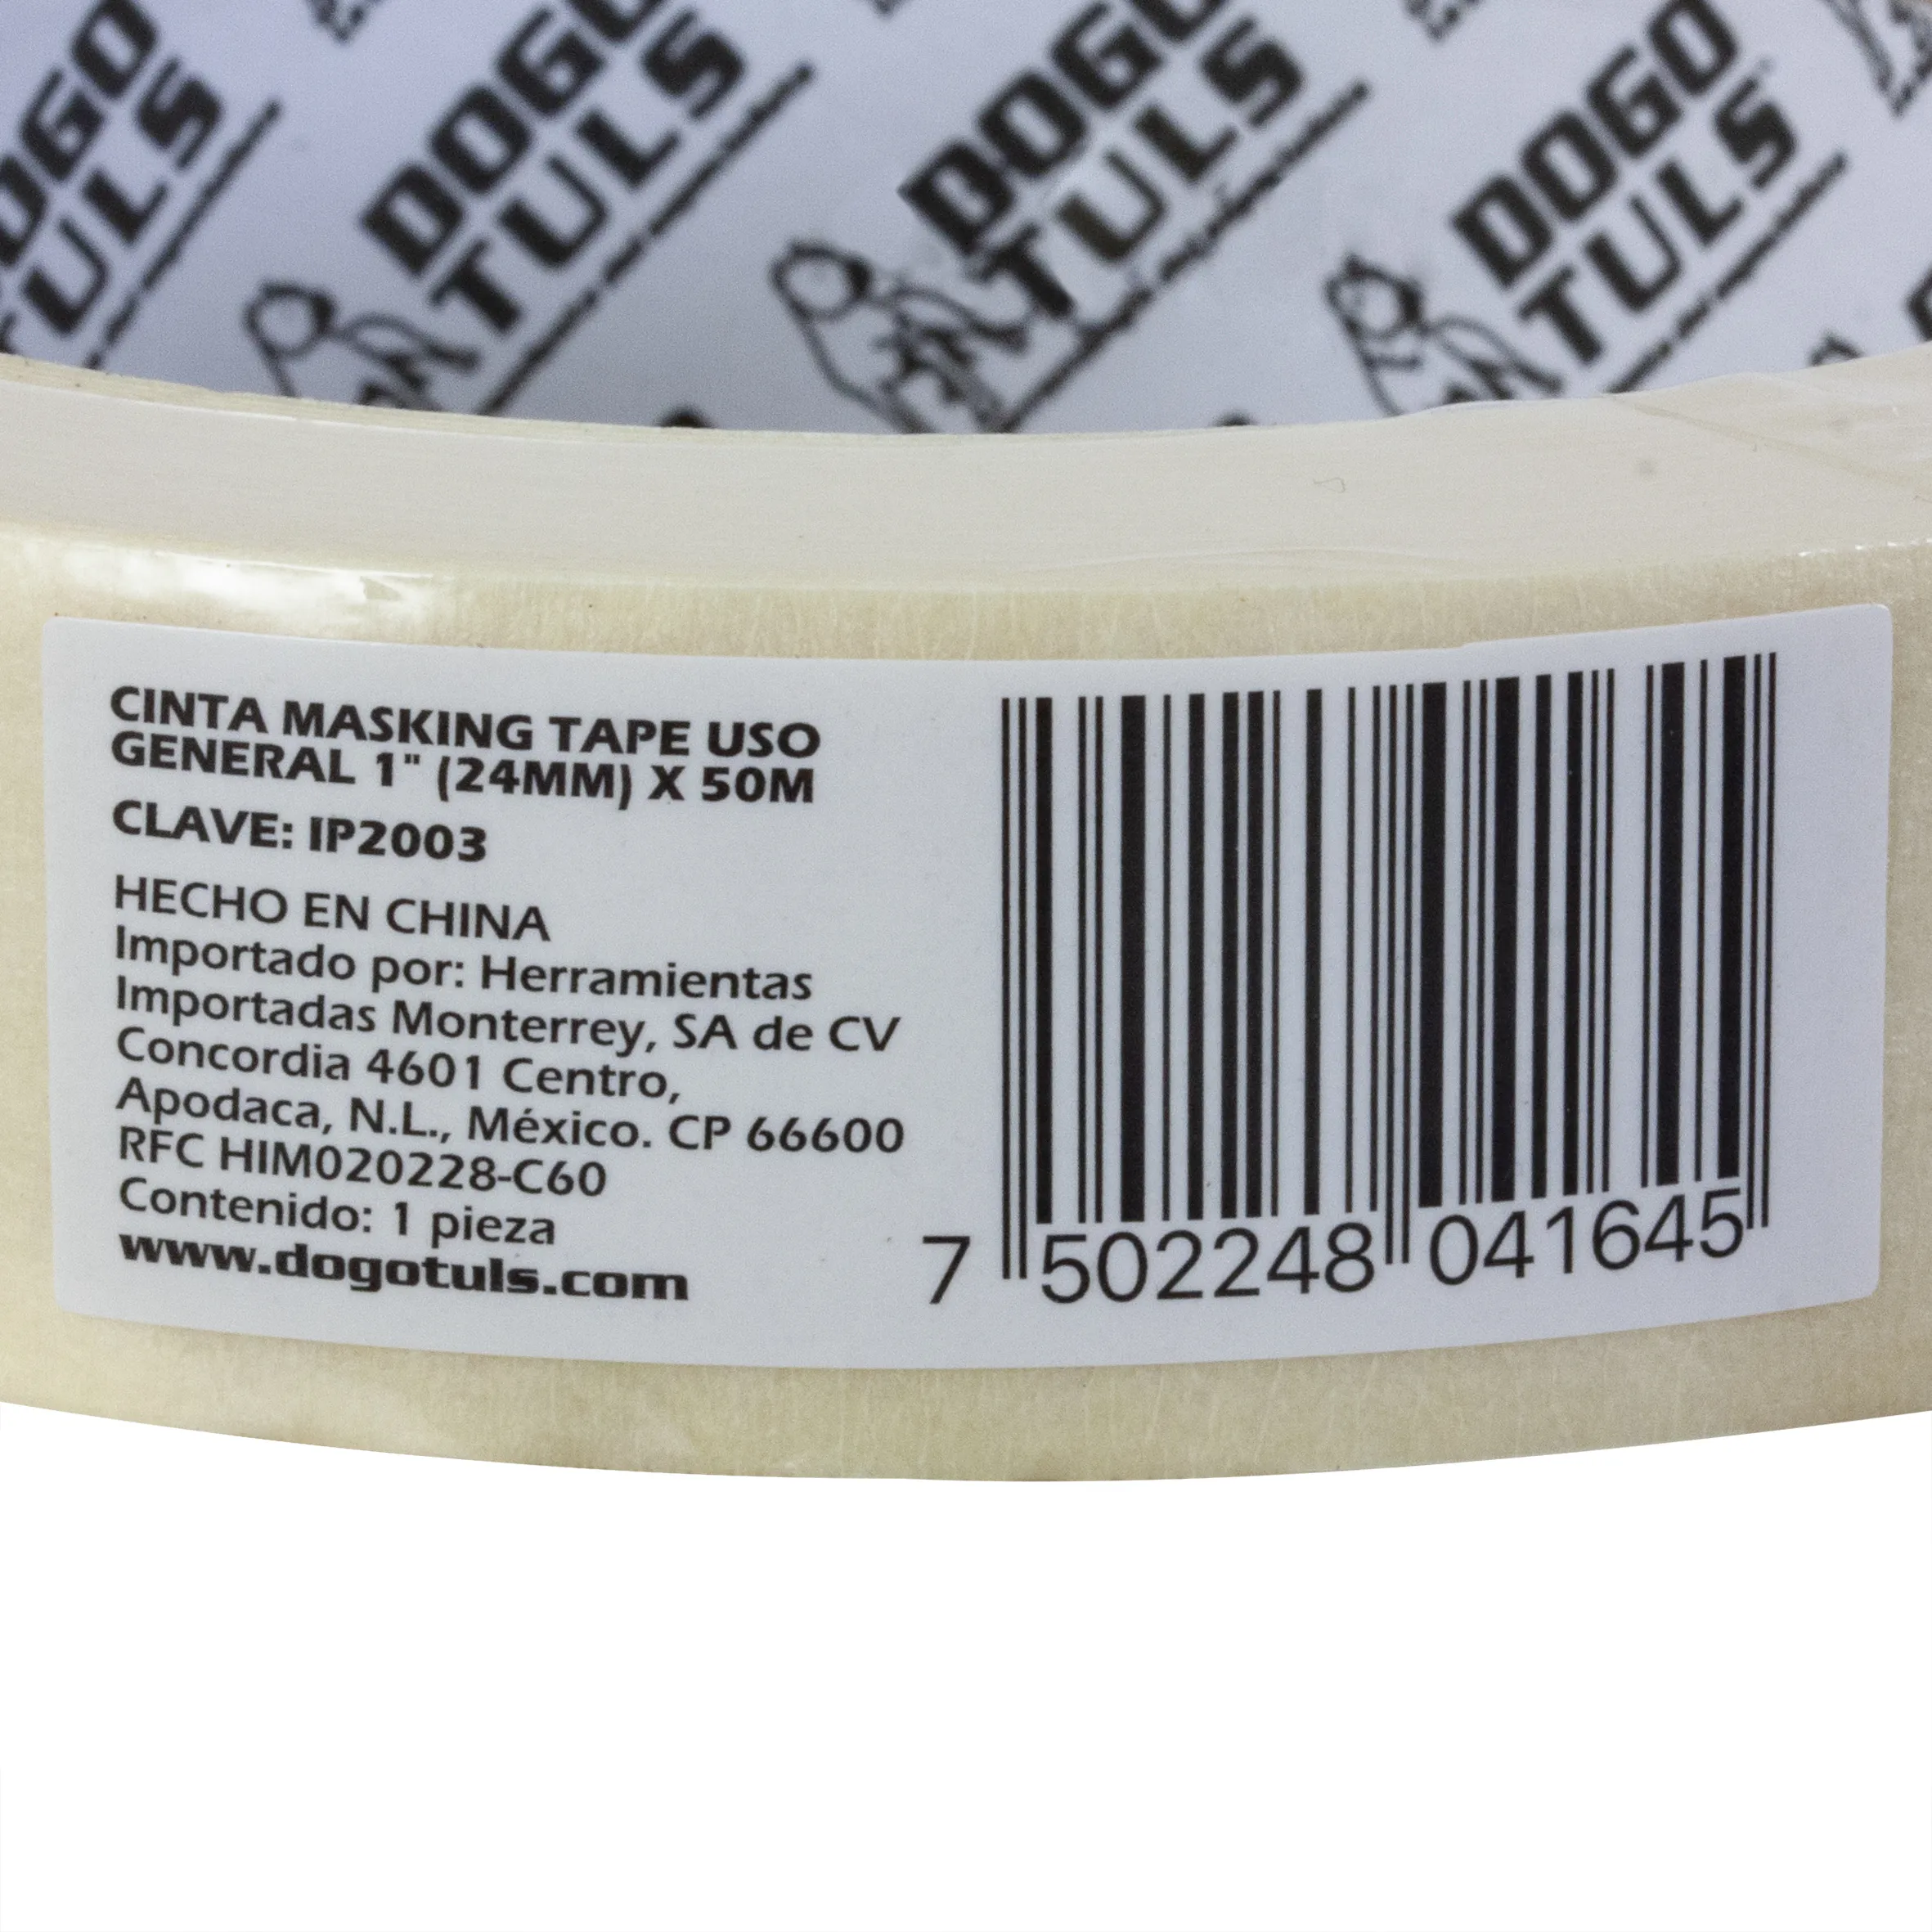 DOGO
TULS
DOGO
TULS
DOGO
TULS
DOGO
TULS
CINTA MASKING TAPE USO
GENERAL 1" (24MM) X 50M
CLAVE: IP2003
HECHO EN CHINA
Importado por: Herramientas
Importadas Monterrey, SA de CV
Concordia 4601 Centro,
Apodaca, N.L., México. CP 66600
RFC HIM020228-C60
Contenido: 1 pieza
www.dogotuls.com
7 502248 041645